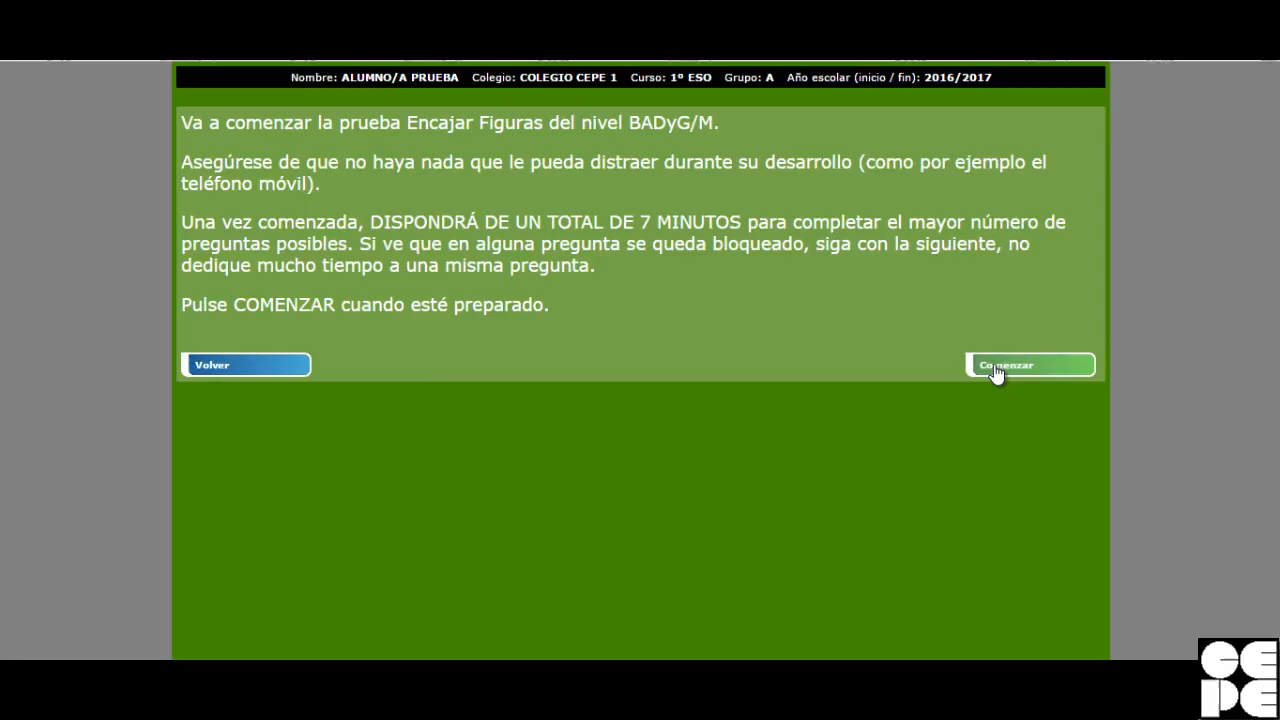 Nombre: ALUMNO/A PRUEBA Colegio: COLEGIO CEPE 1 Curso: 1º ESO Grupo: A Año escolar (inicio / fin): 2016/2017
Va a comenzar la prueba Encajar Figuras del nivel BADyG/M.
Asegúrese de que no haya nada que le pueda distraer durante su desarrollo (como por ejemplo el
teléfono móvil).
Una vez comenzada, DISPONDRÁ DE UN TOTAL DE 7 MINUTOS para completar el mayor número de
preguntas posibles. Si ve que en alguna pregunta se queda bloqueado, siga con la siguiente, no
dedique mucho tiempo a una misma pregunta.
Pulse COMENZAR cuando esté preparado.
Volver
Comenzar
CE
PE